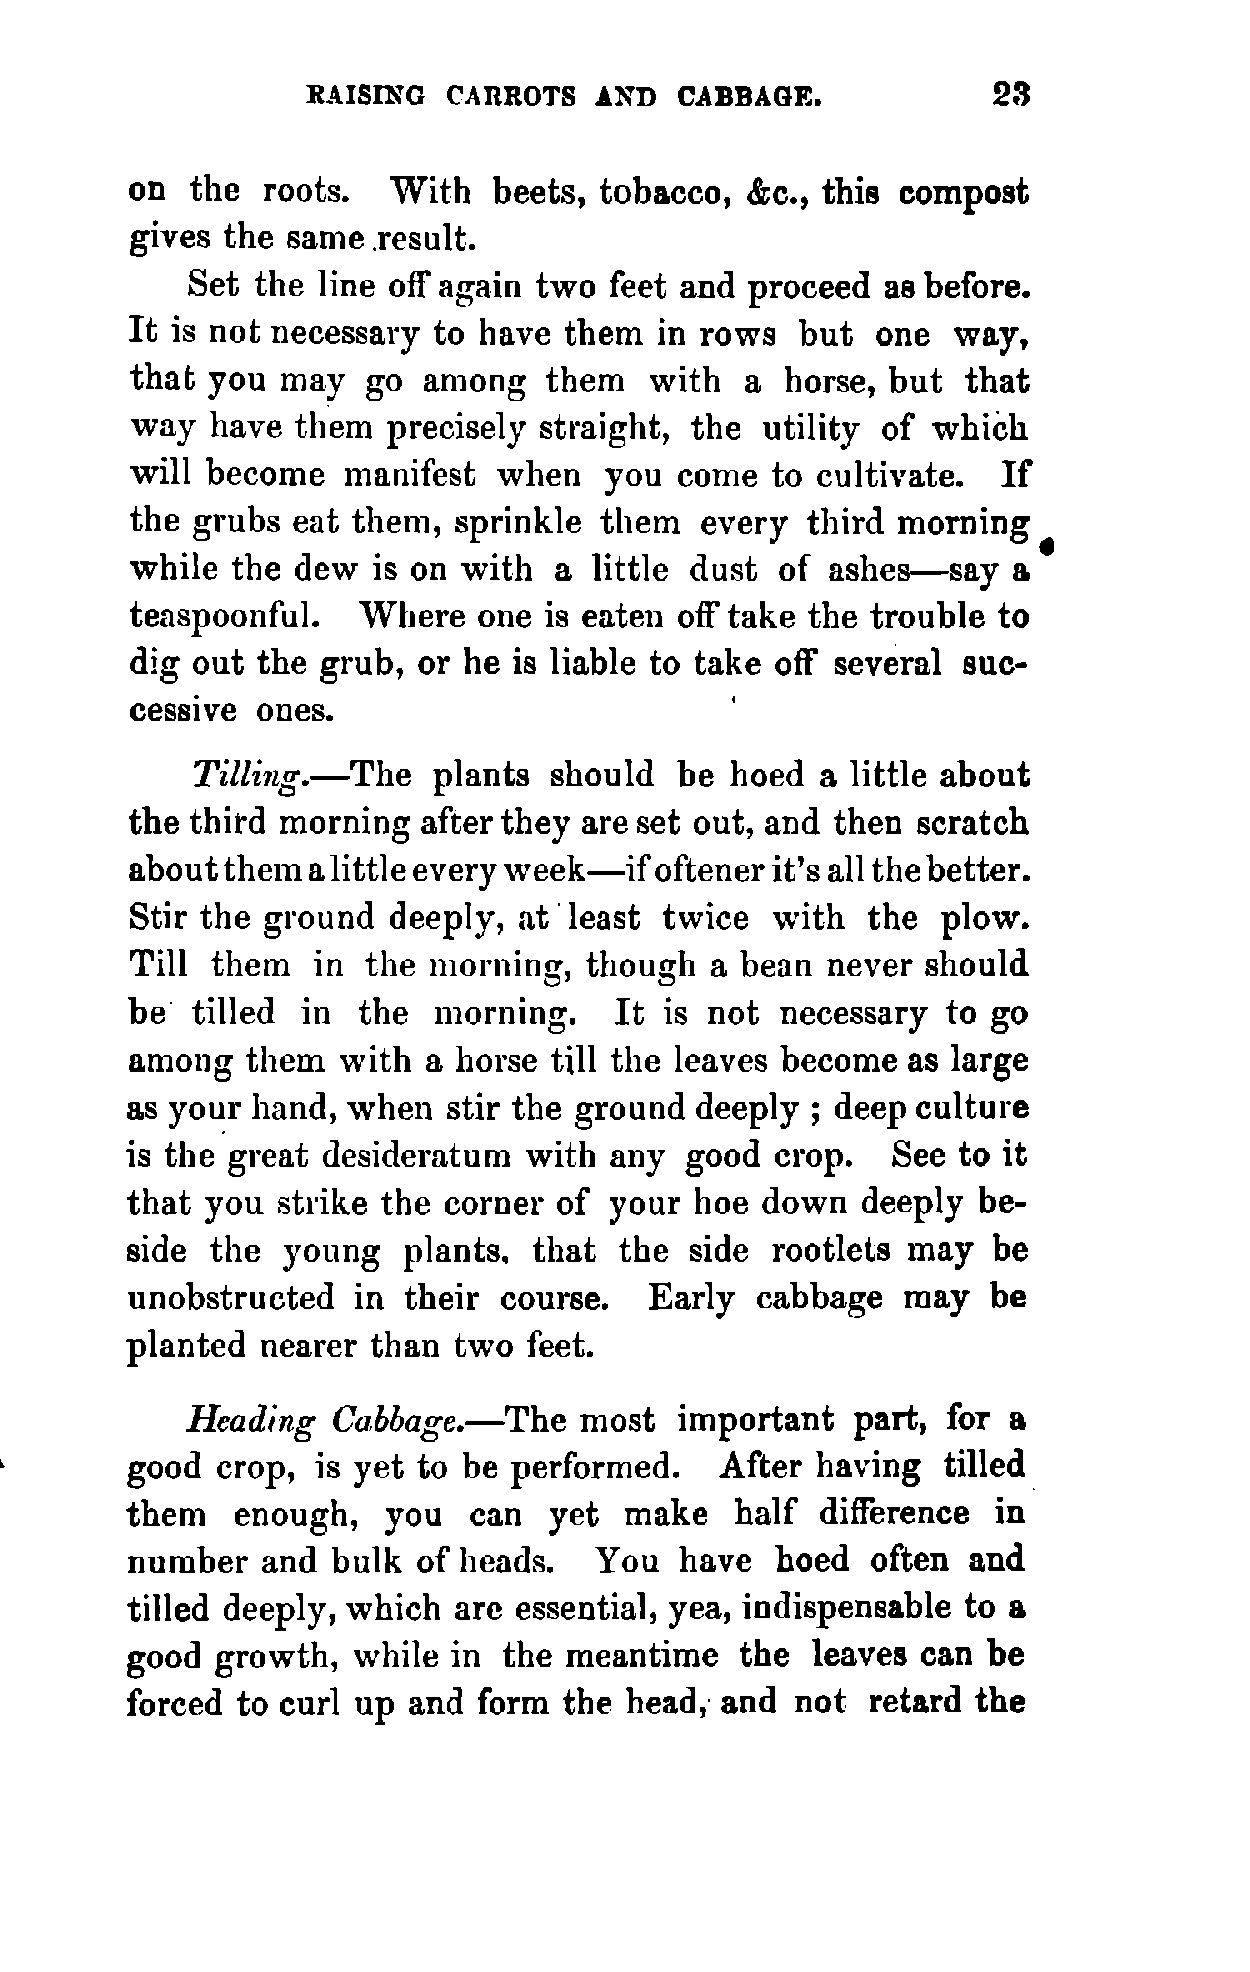 RAISING CARROTS AND CABBAGE. 23
on the roots. With beets, tobacco, &c., this compost
gives the same result.
Set the line off again two feet and proceed as before.
It is not necessary to have them in rows but one way,
that you may go among them with a horse, but that
way have them precisely straight, the utility of which
will become manifest when you come to cultivate. If
the grubs eat them, sprinkle them every third morning
while the dew is on with a little dust of ashes—say a
teaspoonful. Where one is eaten off take the trouble to
dig out the grub, or he is liable to take off several suc-
cessive ones.
Tilling.—The plants should be hoed a little about
the third morning after they are set out, and then scratch
about them a little every week—if oftener it's all the better.
Stir the ground deeply, at least twice with the plow.
Till them in the morning, though a bean never should
be tilled in the morning. It is not necessary to go
among them with a horse till the leaves become as large
as your hand, when stir the ground deeply ; deep culture
is the great desideratum with any good crop. See to it
that you strike the corner of your hoe down deeply be-
side the young plants, that the side rootlets may be
unobstructed in their course. Early cabbage may be
planted nearer than two feet.
Heading Cabbage.—The most important part, for a
good crop, is yet to be performed. After having tilled
them enough, you can yet make half difference in
number and bulk of heads. You have hoed often and
tilled deeply, which are essential, yea, indispensable to a
good growth, while in the meantime the leaves can be
forced to curl up and form the head, and not retard the